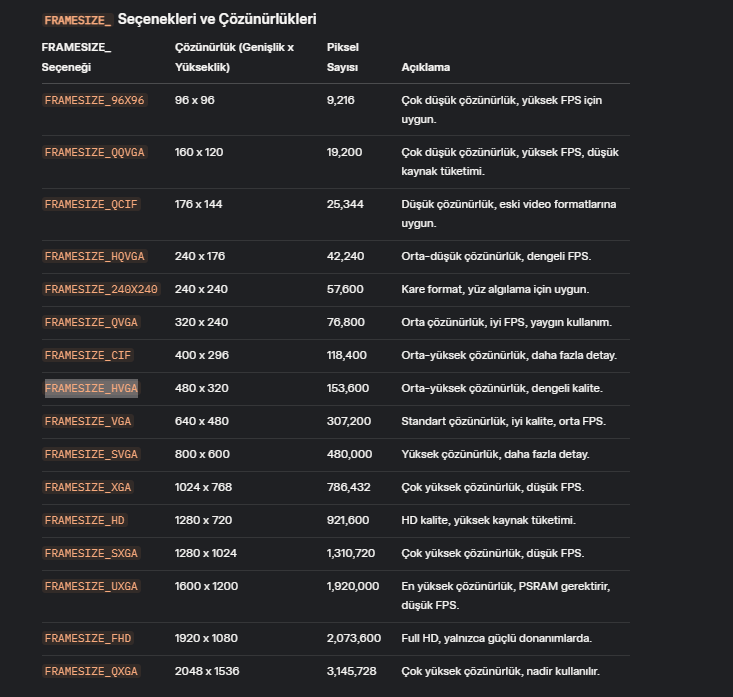 FRAMESIZE_ Seçenekleri ve Çözünürlükleri
FRAMESIZE_ Seçeneği Çözünürlük (Genişlik x Yükseklik) Piksel Sayısı Açıklama
FRAMESIZE_96X96 96 x 96 9,216 Çok düşük çözünürlük, yüksek FPS için uygun.
FRAMESIZE_QQVGA 160 x 120 19,200 Çok düşük çözünürlük, yüksek FPS, düşük kaynak tüketimi.
FRAMESIZE_QCIF 176 x 144 25,344 Düşük çözünürlük, eski video formatlarına uygun.
FRAMESIZE_HQVGA 240 x 176 42,240 Orta-düşük çözünürlük, dengeli FPS.
FRAMESIZE_240X240 240 x 240 57,600 Kare format, yüz algılama için uygun.
FRAMESIZE_QVGA 320 x 240 76,800 Orta çözünürlük, iyi FPS, yaygın kullanım.
FRAMESIZE_CIF 400 x 296 118,400 Orta-yüksek çözünürlük, daha fazla detay.
FRAMESIZE_HVGA 480 x 320 153,600 Orta-yüksek çözünürlük, dengeli kalite.
FRAMESIZE_VGA 640 x 480 307,200 Standart çözünürlük, iyi kalite, orta FPS.
FRAMESIZE_SVGA 800 x 600 480,000 Yüksek çözünürlük, daha fazla detay.
FRAMESIZE_XGA 1024 x 768 786,432 Çok yüksek çözünürlük, düşük FPS.
FRAMESIZE_HD 1280 x 720 921,600 HD kalite, yüksek kaynak tüketimi.
FRAMESIZE_SXGA 1280 x 1024 1,310,720 Çok yüksek çözünürlük, düşük FPS.
FRAMESIZE_UXGA 1600 x 1200 1,920,000 En yüksek çözünürlük, PSRAM gerektirir, düşük FPS.
FRAMESIZE_FHD 1920 x 1080 2,073,600 Full HD, yalnızca güçlü donanımlarda.
FRAMESIZE_QXGA 2048 x 1536 3,145,728 Çok yüksek çözünürlük, nadir kullanılır.